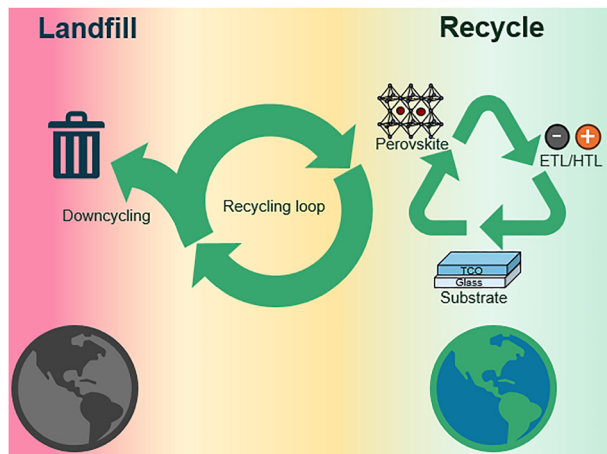 Landfill
Recycle
Perovskite
ETL/HTL
Downcycling
Recycling loop
TCO
Glass
Substrate